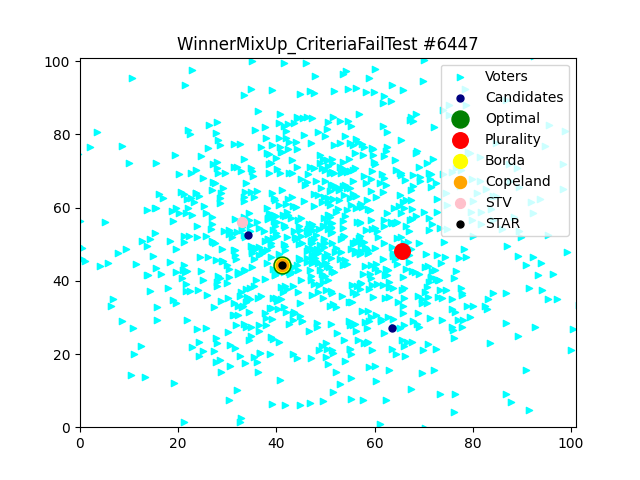 WinnerMixUp_CriteriaFailTest #6447
100
80
60
40
20
0
0 20 40 60 80 100
Voters
Candidates
Optimal
Plurality
Borda
Copeland
STV
STAR